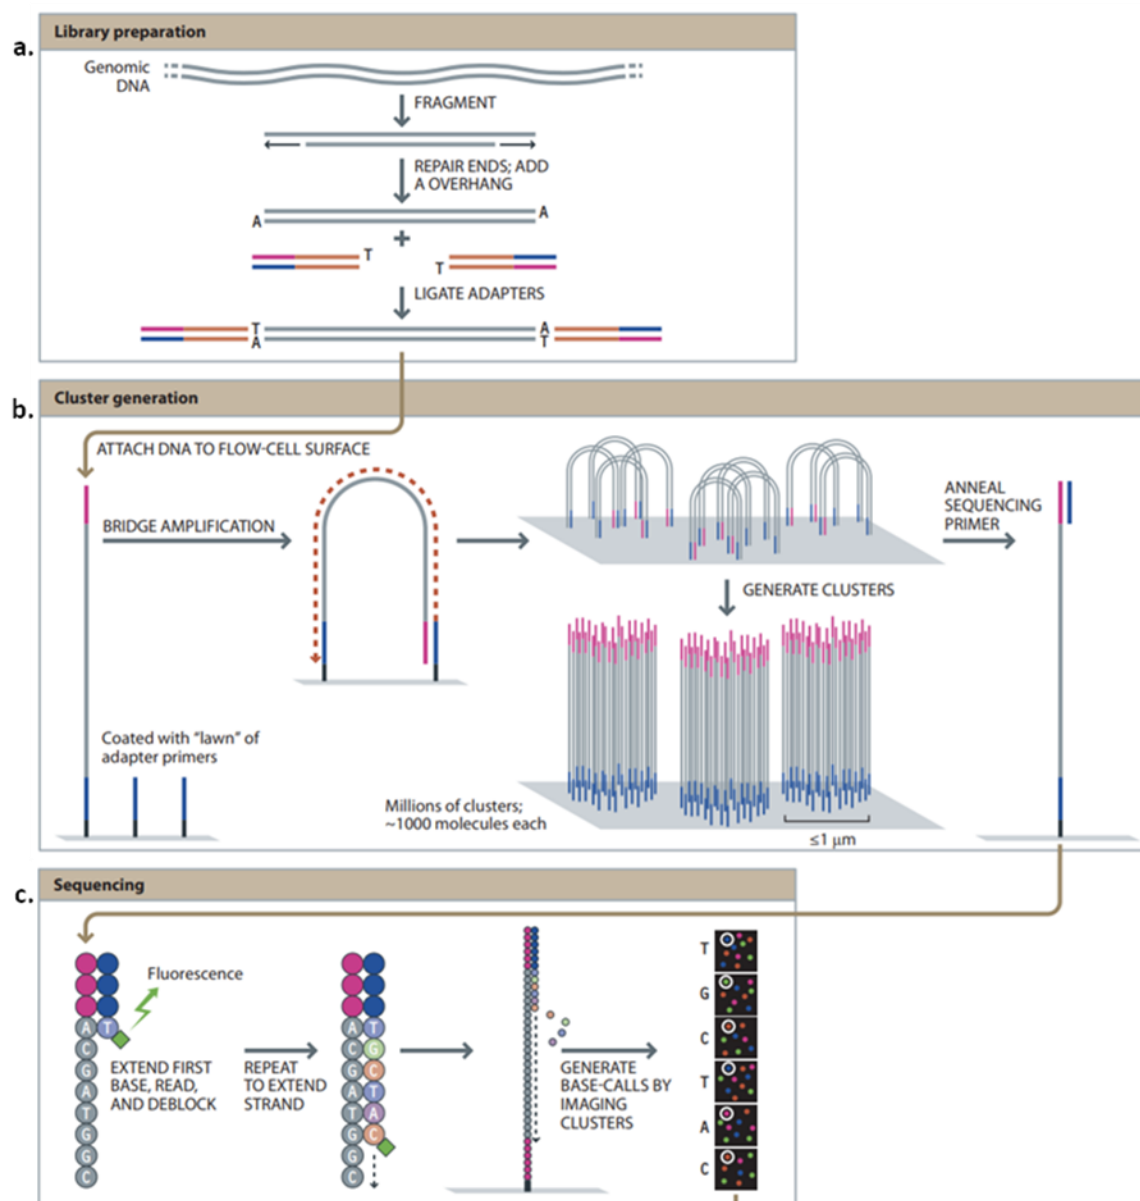 a.
Library preparation
Genomic
DNA
FRAGMENT
REPAIR ENDS; ADD
A OVERHANG
A
A
T
T
LIGATE ADAPTERS
T
A
A
T
b.
Cluster generation
ATTACH DNA TO FLOW-CELL SURFACE
BRIDGE AMPLIFICATION
ANNEAL
SEQUENCING
PRIMER
GENERATE CLUSTERS
Coated with “lawn” of
adapter primers
Millions of clusters;
~1000 molecules each
≤1 μm
c.
Sequencing
Fluorescence
A T
C
G
A
T
G
G
C
EXTEND FIRST
BASE, READ,
AND DEBLOCK
REPEAT
TO EXTEND
STRAND
A T
C G
G C
A T
T A
G C
G
C
GENERATE
BASE-CALLS BY
IMAGING
CLUSTERS
T
G
C
T
A
C